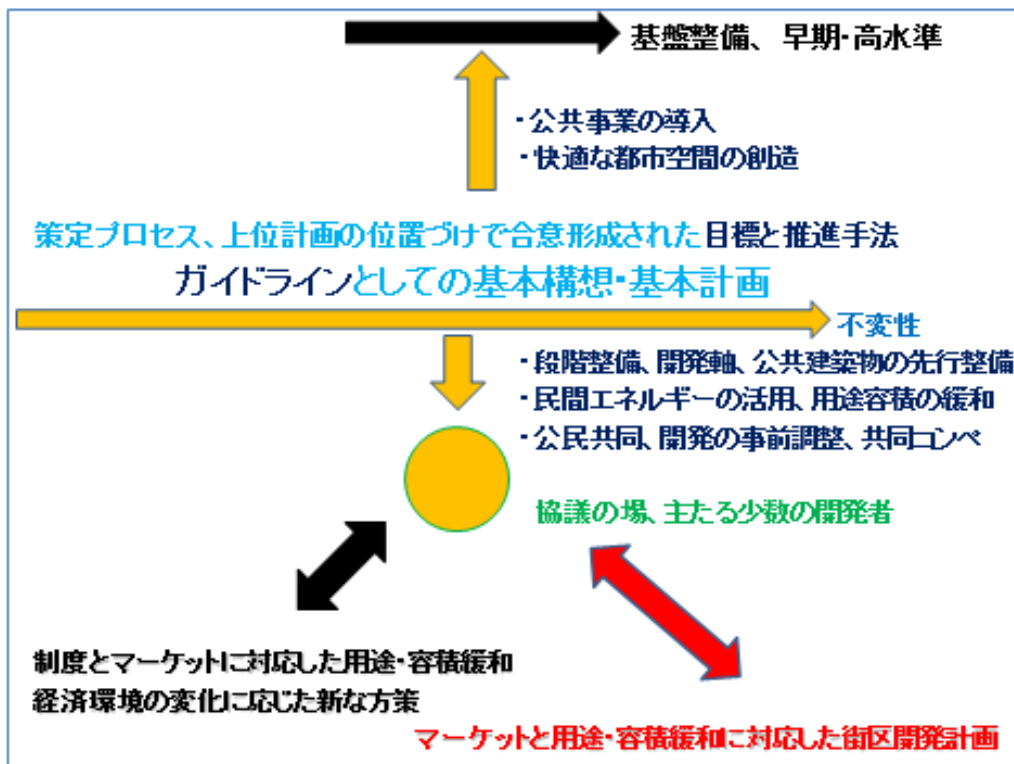 基盤整備、早期・高水準
・公共事業の導入
・快適な都市空間の創造
策定プロセス、上位計画の位置づけで合意形成された目標と推進手法
ガイドラインとしての基本構想・基本計画
不変性
・段階整備、開発軸、公共建築物の先行整備
・民間エネルギーの活用、用途容積の緩和
・公民共同、開発の事前調整、共同コンペ
協議の場、主たる少数の開発者
制度とマーケットに対応した用途・容積緩和
経済環境の変化に応じた新な方策
マーケットと用途・容積緩和に対応した街区開発計画